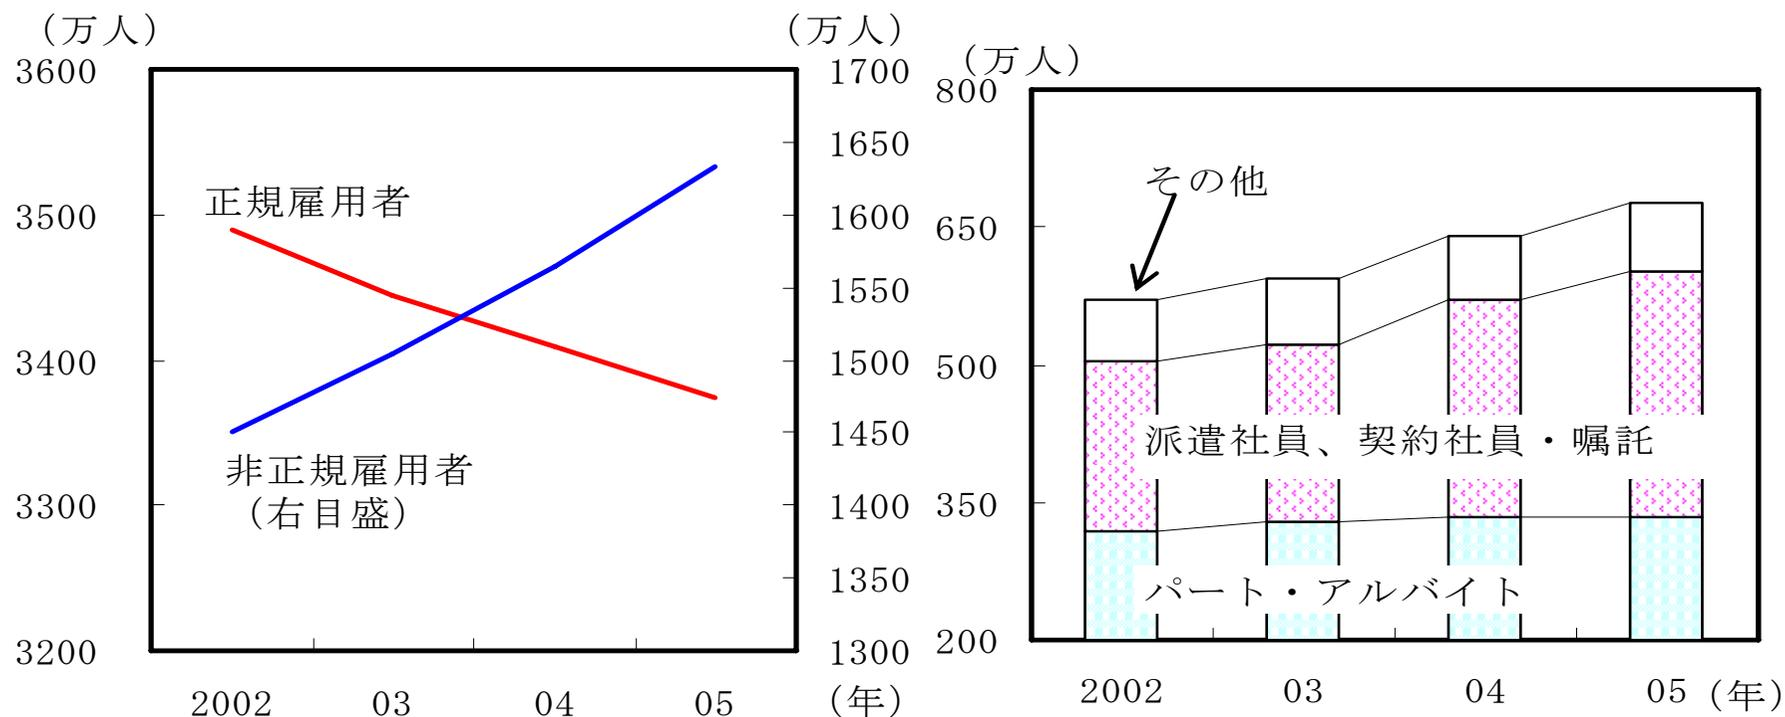 （万人）
（万人）
3600
3500
3400
3300
3200
1700
1650
1600
1550
1500
1450
1400
1350
1300
正規雇用者
非正規雇用者
（右目盛）
2002 03 04 05 （年）
（万人）
800
650
500
350
200
その他
派遣社員、契約社員・嘱託
パート・アルバイト
2002 03 04 05 （年）